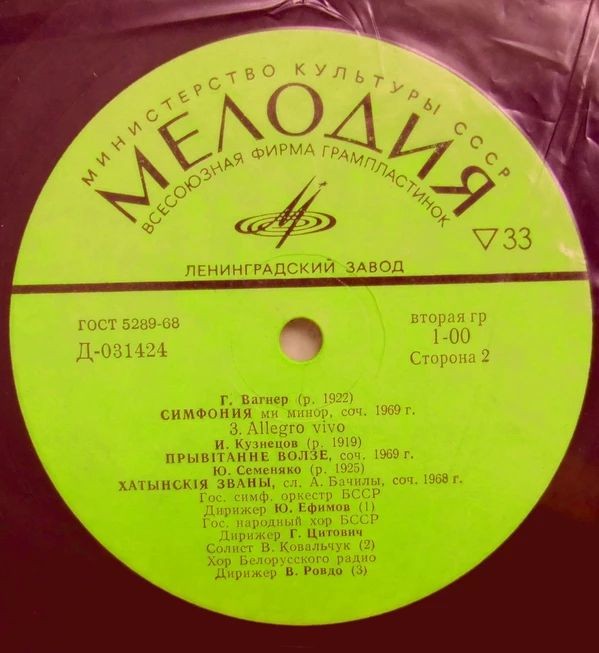 МИНИСТЕРСТВО КУЛЬТУРЫ СССР
МЕЛОДИЯ
ВСЕСОЮЗНАЯ ФИРМА ГРАМПЛАСТИНОК
▽33
ЛЕНИНГРАДСКИЙ ЗАВОД
ГОСТ 5289-68
Д-031424
вторая гр
1-00
Сторона 2
Г. Вагнер (р. 1922)
СИМФОНИЯ ми минор, соч. 1969 г.
3. Allegro vivo
И. Кузнецов (р. 1919)
ПРЫВІТАННЕ ВОЛЗЕ, соч. 1969 г.
Ю. Семеняко (р. 1925)
ХАТЫНСКІЯ ЗВАНЫ, сл. А. Бачилы, соч. 1968 г.
Гос. симф. оркестр БССР
Дирижер Ю. Ефимов (1)
Гос. народный хор БССР
Дирижер Г. Цитович
Солист В. Ковальчук (2)
Хор Белорусского радио
Дирижер В. Ровдо (3)